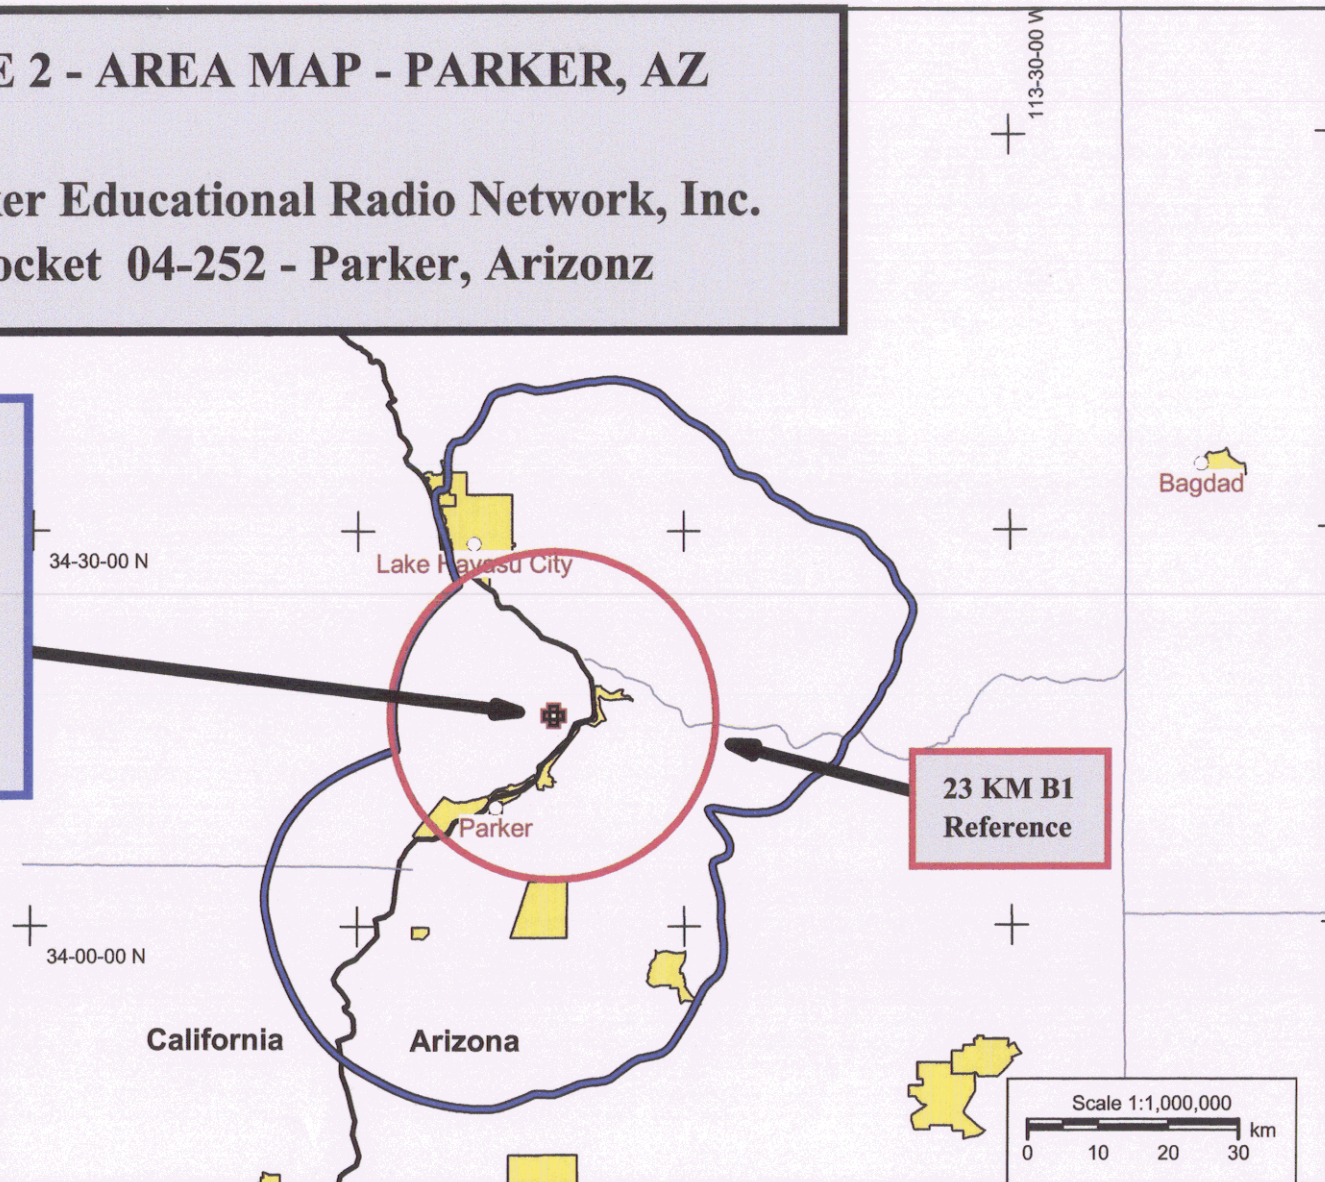 E 2 - AREA MAP - PARKER, AZ
ker Educational Radio Network, Inc.
ocket 04-252 - Parker, Arizonz
113-30-00 W
Bagdad
34-30-00 N
Lake Havasu City
23 KM B1
Reference
Parker
34-00-00 N
California
Arizona
Scale 1:1,000,000
km
0 10 20 30